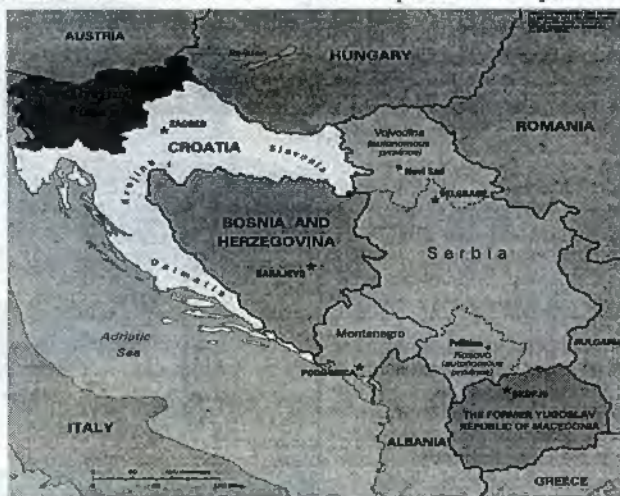 AUSTRIA
HUNGARY
ROMANIA
ZAGREB
CROATIA
Slavonia
Vojvodina
(autonomous
province)
Novi Sad
BELGRADE
BOSNIA AND
HERZEGOVINA
SARAJEVO
Serbia
Dalmatia
Adriatic
Sea
Montenegro
PODGORICA
Kosovo
(autonomous
province)
BULGARIA
SKOPJE
THE FORMER YUGOSLAV
REPUBLIC OF MACEDONIA
ITALY
ALBANIA
GREECE